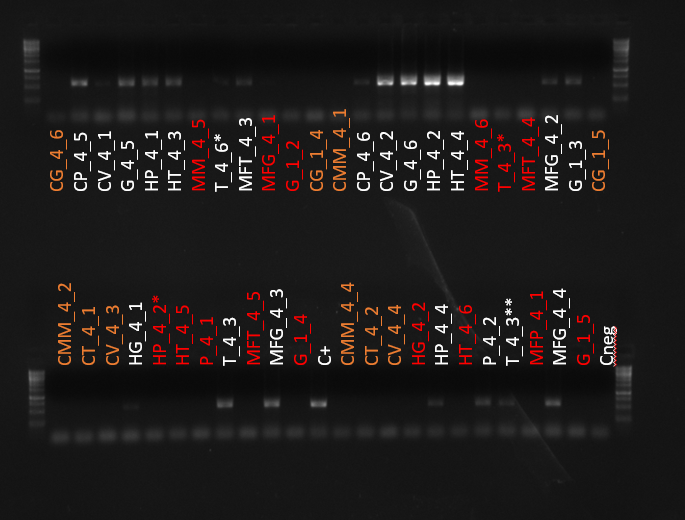 CG_4_6
CP_4_5
CV_4_1
G_4_5
HP_4_1
HT_4_3
MM_4_5
T_4_6*
MFT_4_3
MFG_4_1
G_1_2
CG_1_4
CMM_4_1
CP_4_6
CV_4_2
G_4_6
HP_4_2
HT_4_4
MM_4_6
T_4_3*
MFT_4_4
MFG_4_2
G_1_3
CG_1_5
CMM_4_2
CT_4_1
CV_4_3
HG_4_1
HP_4_2*
HT_4_5
P_4_1
T_4_3
MFT_4_5
MFG_4_3
G_1_4
C+
CMM_4_4
CT_4_2
CV_4_4
HG_4_2
HP_4_4
HT_4_6
P_4_2
T_4_3**
MFP_4_1
MFG_4_4
G_1_5
Cneg